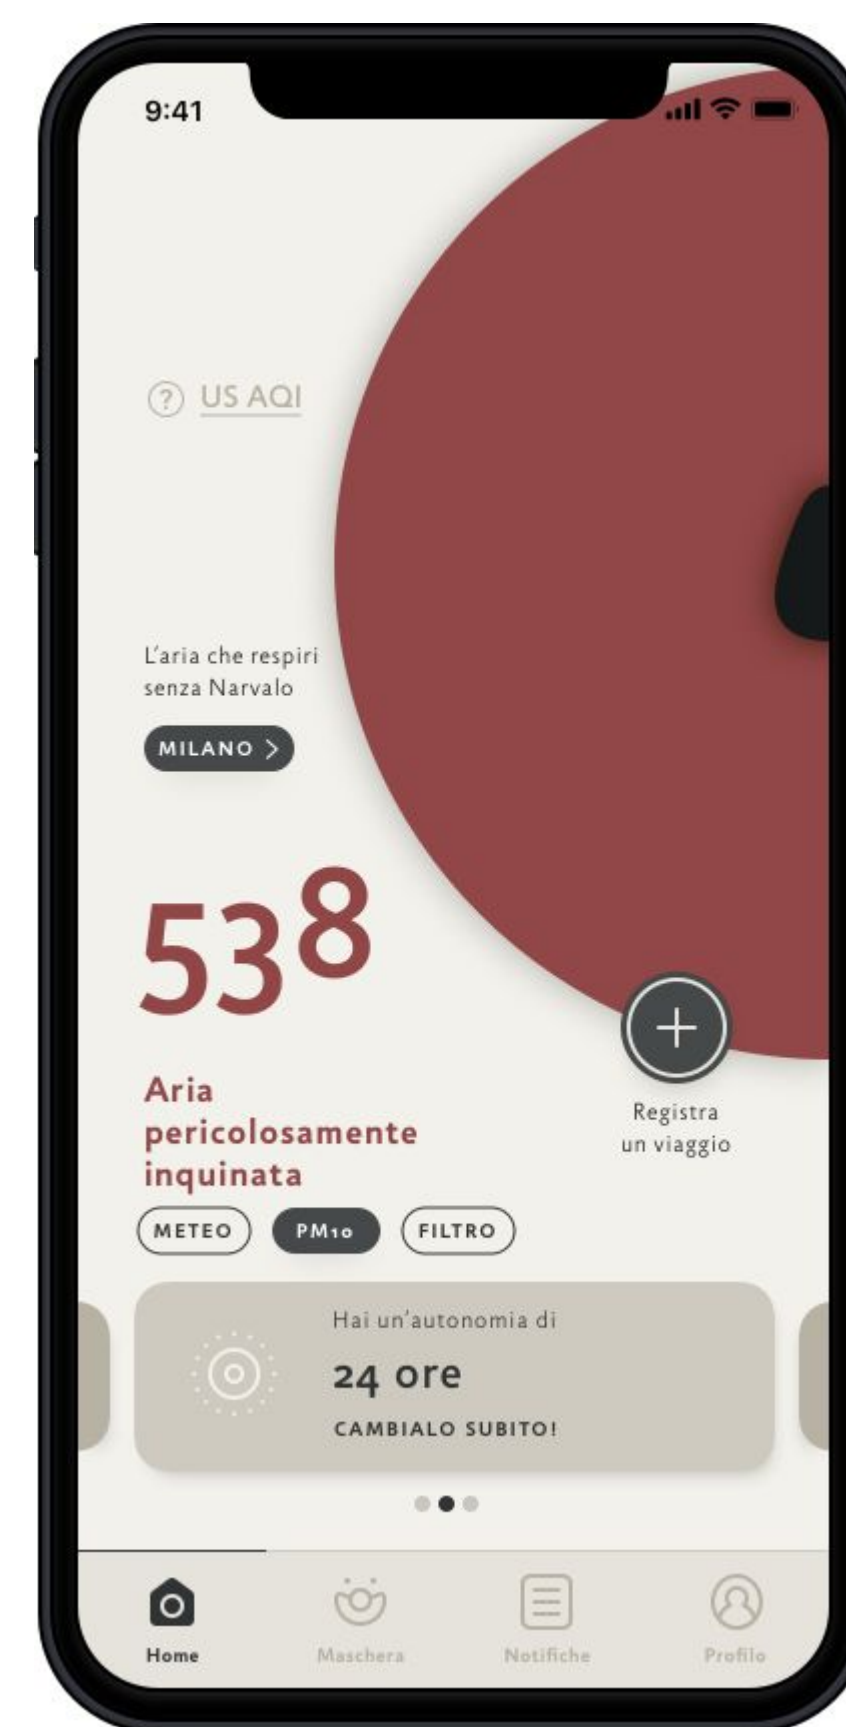 9:41
? US AQI
L'aria che respiri
senza Narvalo
MILANO >
538
Aria
pericolosamente
inquinata
Registra
un viaggio
METEO PM10 FILTRO
Hai un'autonomia di
24 ore
CAMBIALO SUBITO!
Home Maschera Notifiche Profilo